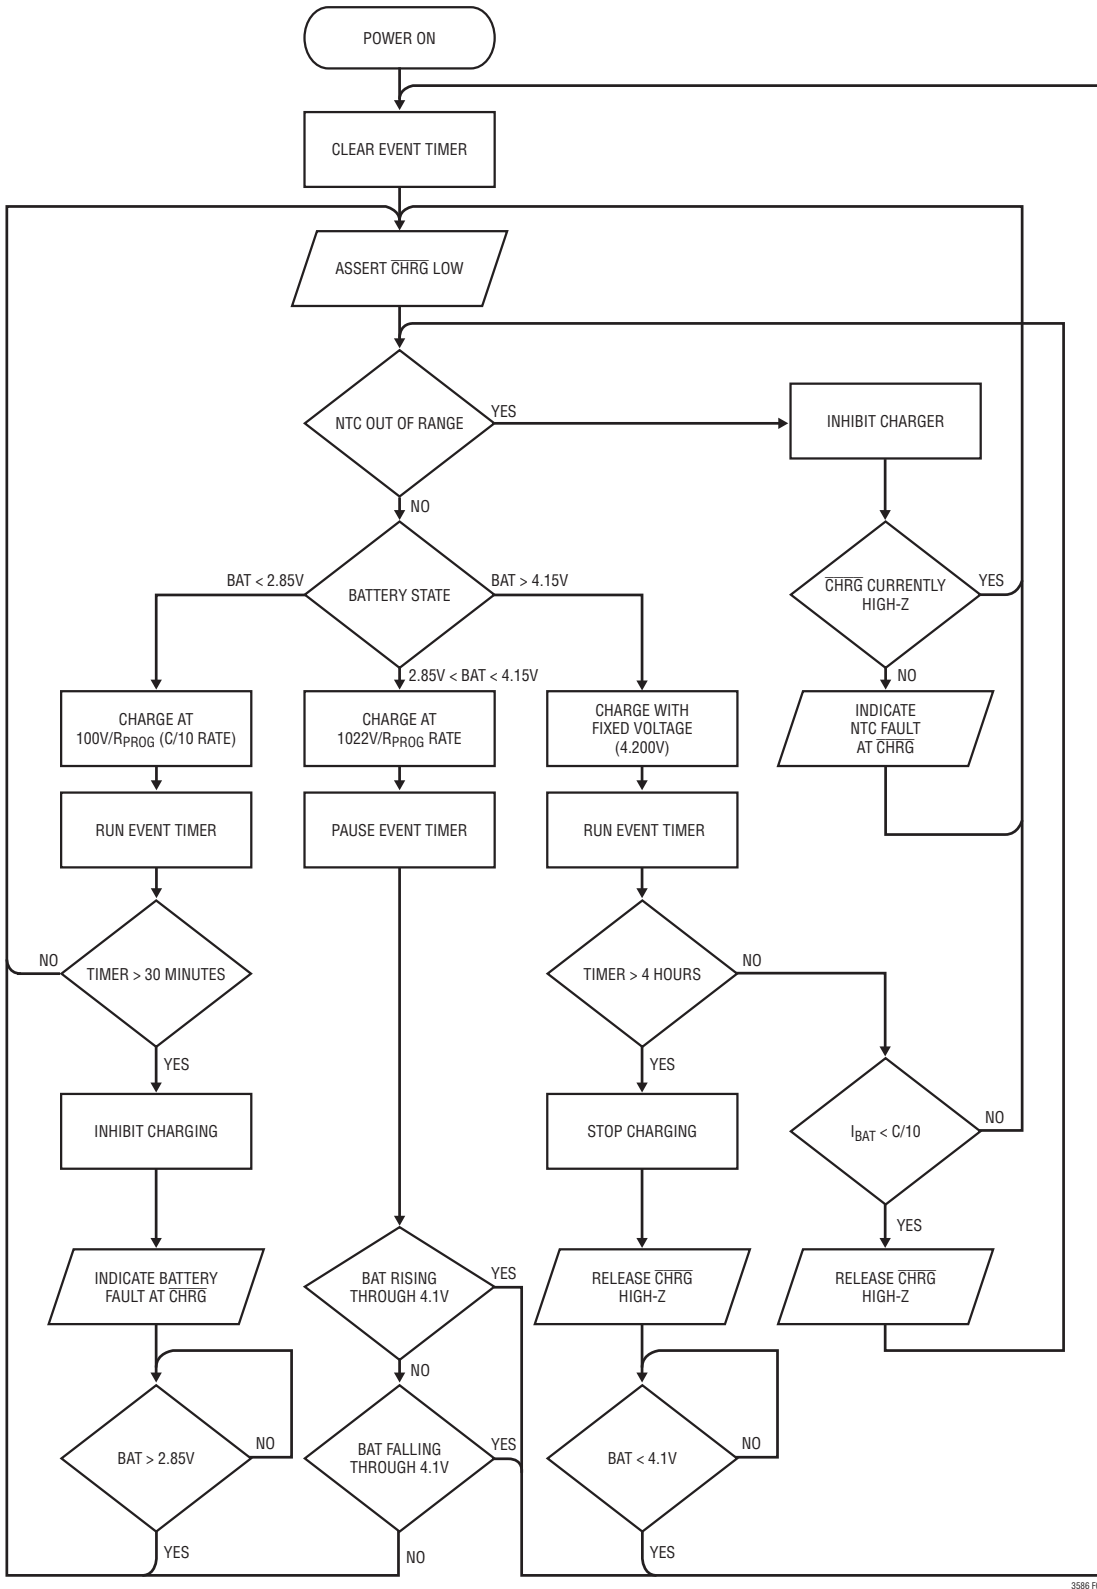 POWER ON
CLEAR EVENT TIMER
ASSERT CHRG LOW
NTC OUT OF RANGE
YES
INHIBIT CHARGER
NO
BAT < 2.85V
BATTERY STATE
BAT > 4.15V
CHRG CURRENTLY
HIGH-Z
YES
2.85V < BAT < 4.15V
NO
CHARGE AT
100V/RPROG (C/10 RATE)
CHARGE AT
1022V/RPROG RATE
CHARGE WITH
FIXED VOLTAGE
(4.200V)
INDICATE
NTC FAULT
AT CHRG
RUN EVENT TIMER
PAUSE EVENT TIMER
RUN EVENT TIMER
NO
TIMER > 30 MINUTES
TIMER > 4 HOURS
NO
YES
YES
INHIBIT CHARGING
STOP CHARGING
IBAT < C/10
NO
YES
INDICATE BATTERY
FAULT AT CHRG
BAT RISING
THROUGH 4.1V
YES
RELEASE CHRG
HIGH-Z
RELEASE CHRG
HIGH-Z
NO
BAT > 2.85V
NO
BAT FALLING
THROUGH 4.1V
YES
BAT < 4.1V
NO
YES
NO
YES